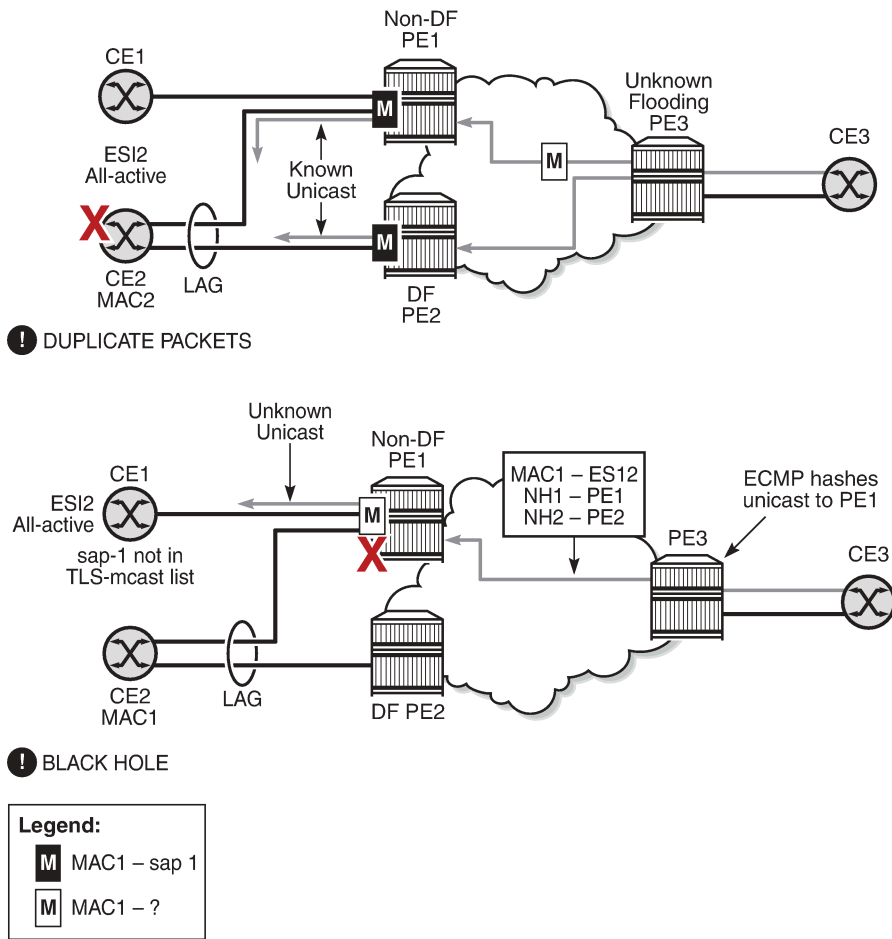 Non-DF
PE1
CE1
Unknown
Flooding
PE3
CE3
M
ESI2
All-active
Known
Unicast
M
X
M
LAG
CE2
MAC2
DF
PE2
! DUPLICATE PACKETS
Unknown
Unicast
Non-DF
PE1
CE1
MAC1 – ES12
NH1 – PE1
NH2 – PE2
ECMP hashes
unicast to PE1
ESI2
All-active
M
PE3
CE3
sap-1 not in
TLS-mcast list
X
LAG
CE2
MAC1
DF PE2
! BLACK HOLE
Legend:
M MAC1 – sap 1
M MAC1 – ?